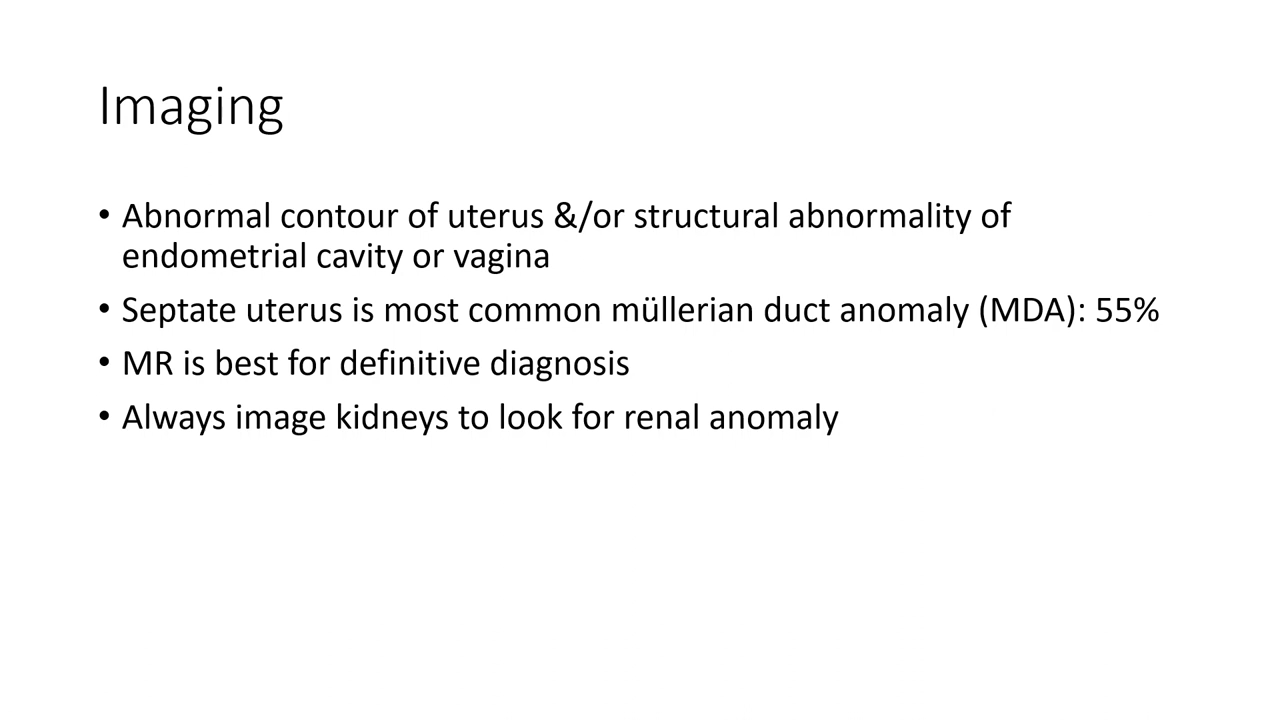 Imaging
• Abnormal contour of uterus &/or structural abnormality of
endometrial cavity or vagina
• Septate uterus is most common müllerian duct anomaly (MDA): 55%
• MR is best for definitive diagnosis
• Always image kidneys to look for renal anomaly